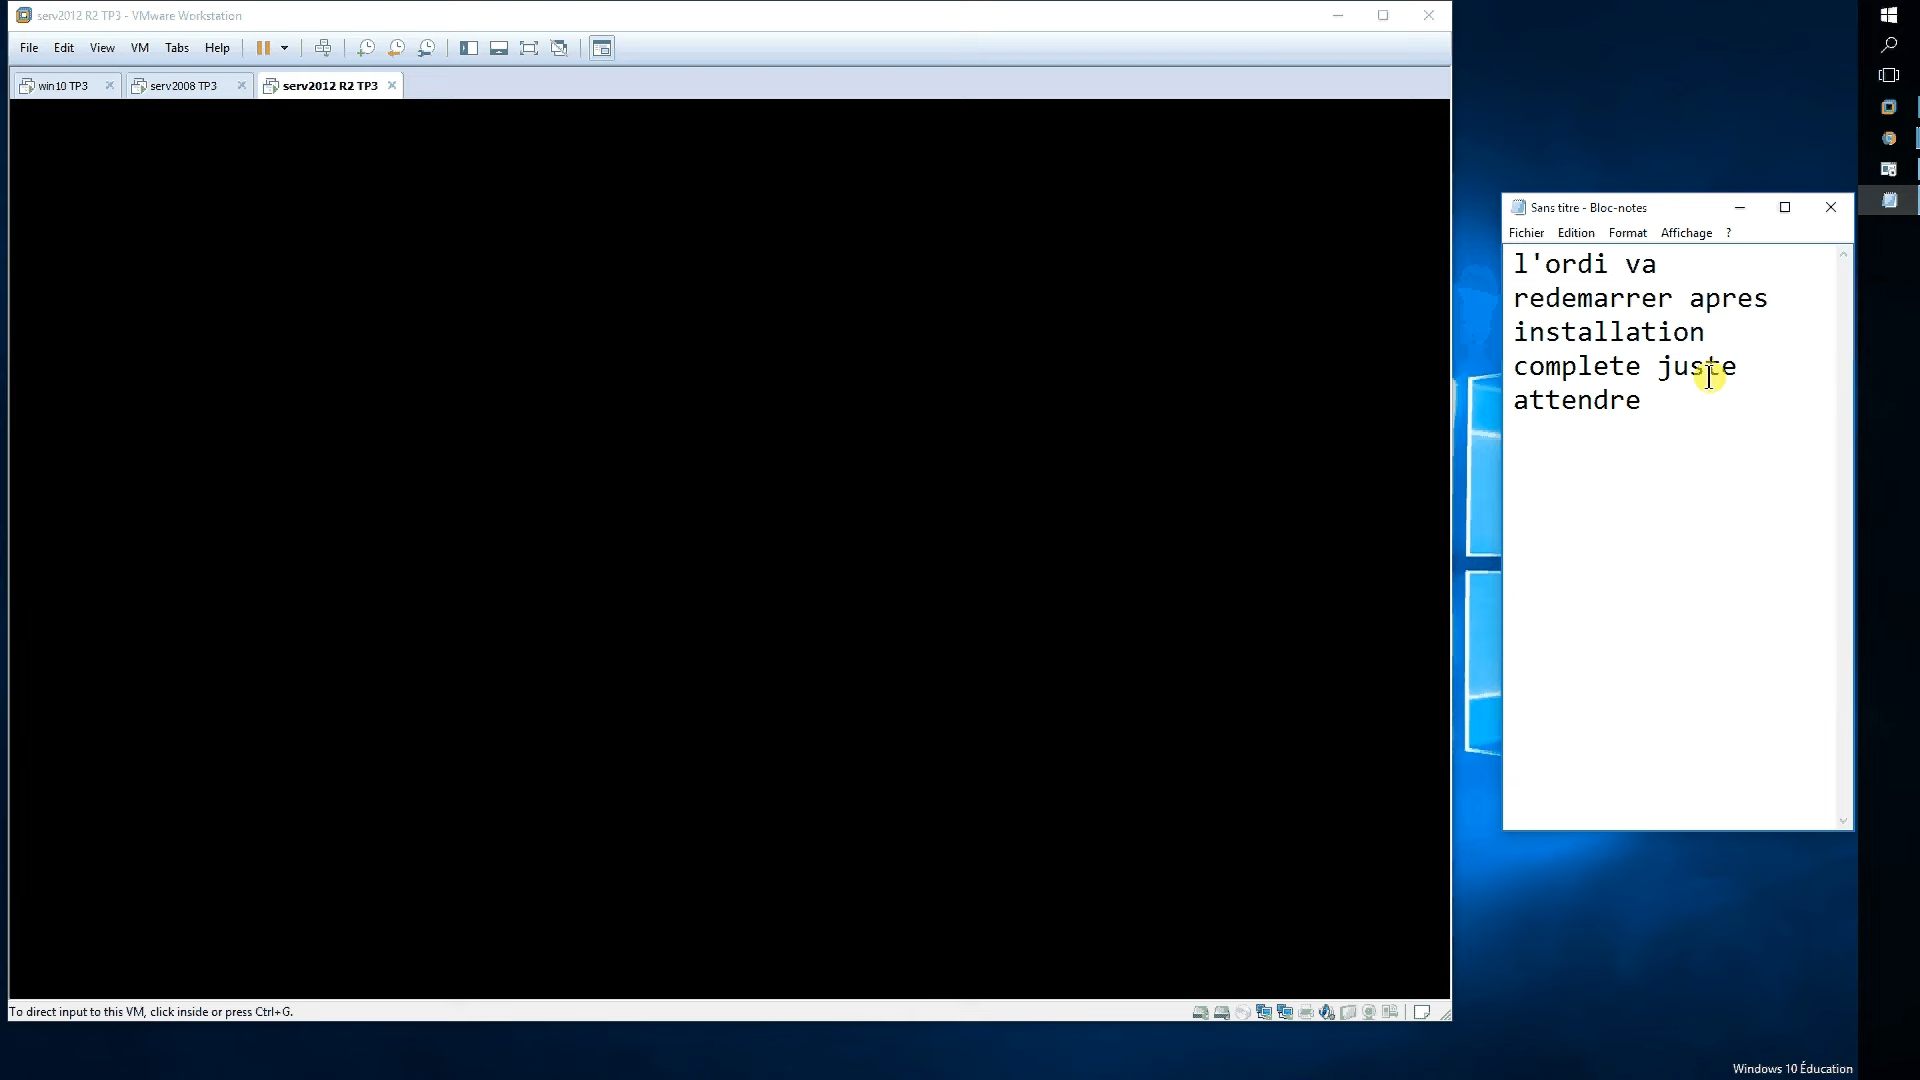 serv2012 R2 TP3 - VMware Workstation
File Edit View VM Tabs Help
win10 TP3
serv2008 TP3
serv2012 R2 TP3
Sans titre - Bloc-notes
Fichier Edition Format Affichage ?
l'ordi va
redemarrer apres
installation
complete juste
attendre
To direct input to this VM, click inside or press Ctrl+G.
Windows 10 Éducation